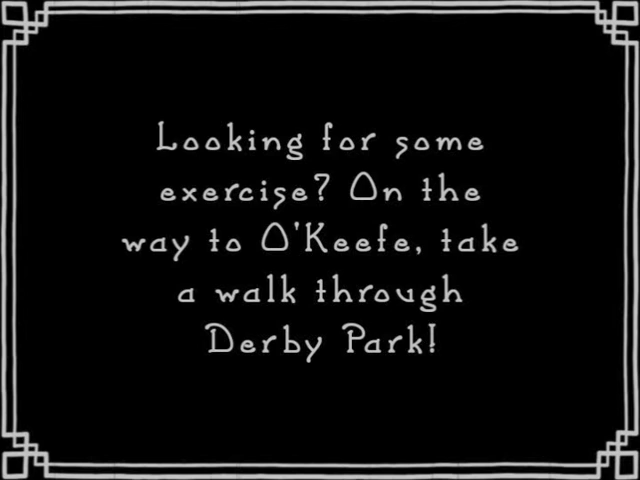 Looking for some
exercise? On the
way to O'Keefe, take
a walk through
Derby Park!